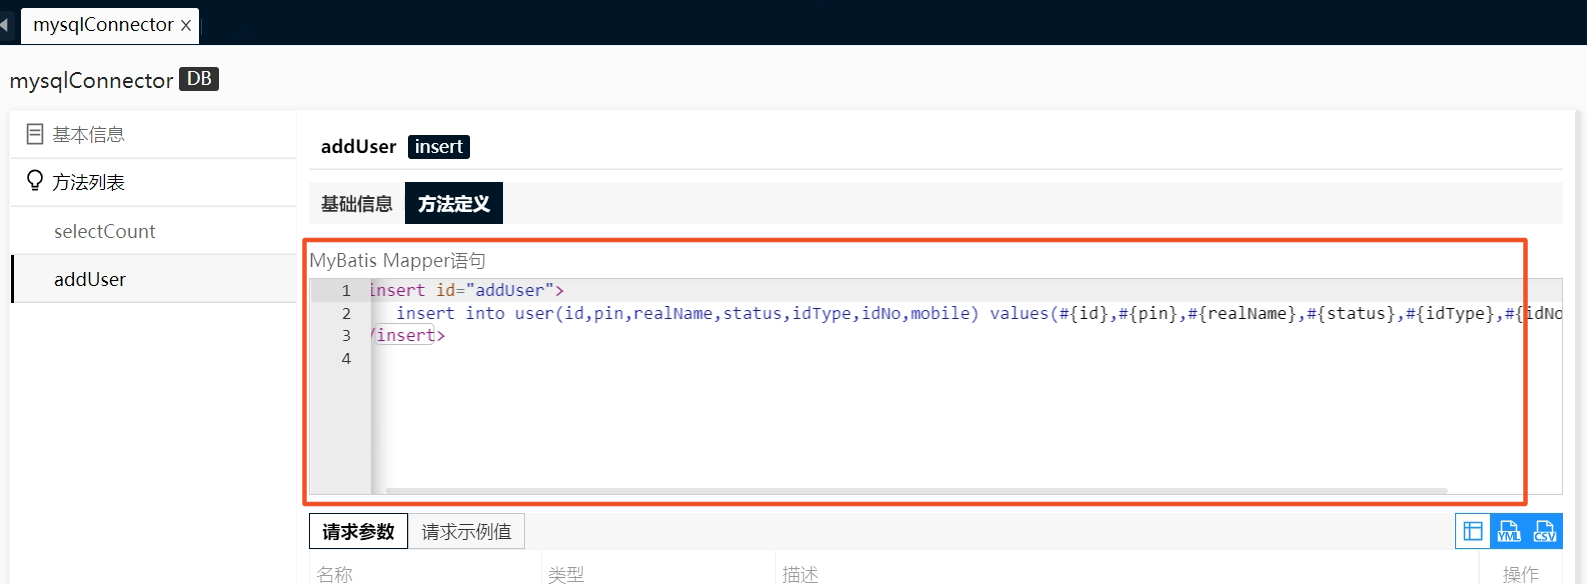 mysqlConnector ×
mysqlConnector DB
基本信息
方法列表
selectCount
addUser
addUser insert
基础信息 方法定义
MyBatis Mapper语句
1 insert id="addUser">
2 insert into user(id,pin,realName,status,idType,idNo,mobile) values(#{id},#{pin},#{realName},#{status},#{idType},#{idNo
3 /insert>
4
请求参数 请求示例值
YML CSV
名称 类型 描述 操作